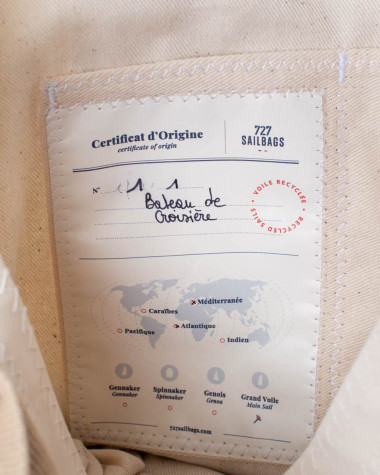 Certificat d'Origine
certificate of origin
727
SAILBAGS
N° 1 1
Bateau de
Croisière
VOILE RECYCLÉE • RECYCLED SAILS •
Méditerranée
Caraïbes
Atlantique
Pacifique
Indien
Gennaker
Gennaker
Spinnaker
Spinnaker
Genois
Genoa
Grand Voile
Main Sail
727sailbags.com